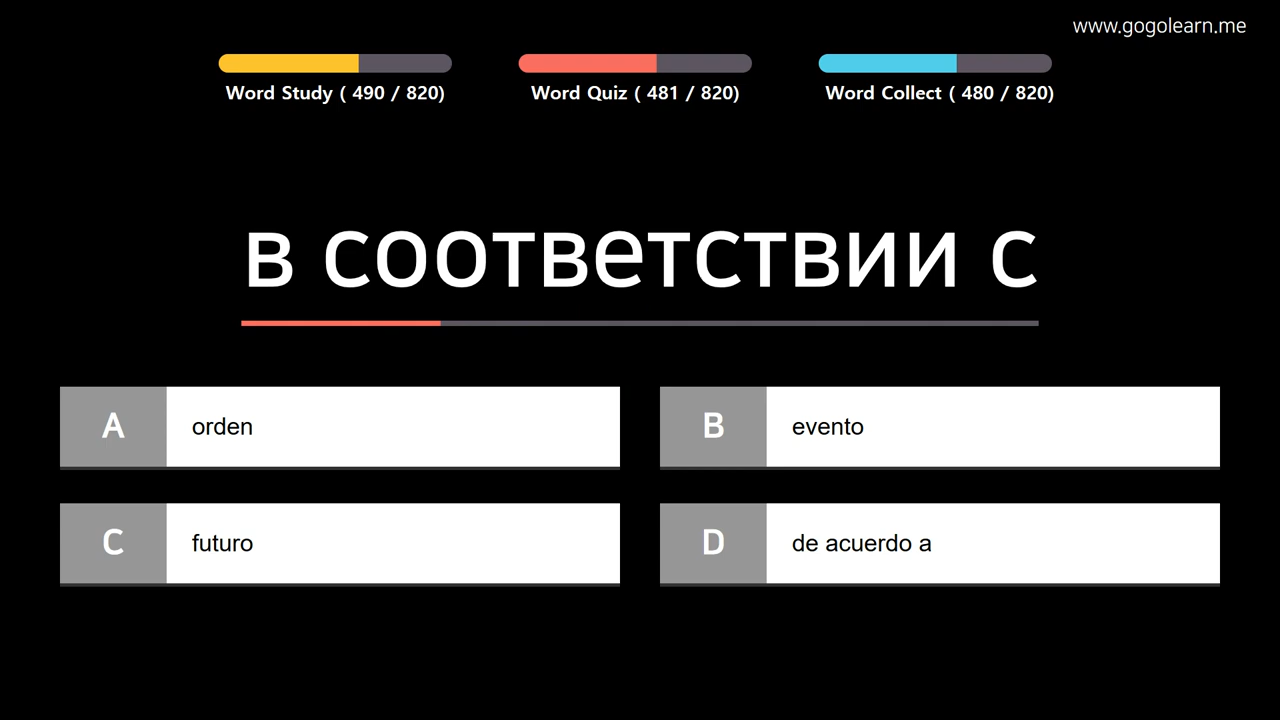 www.gogolearn.me
Word Study ( 490 / 820)
Word Quiz ( 481 / 820)
Word Collect ( 480 / 820)
в соответствии с
A orden
B evento
C futuro
D de acuerdo a